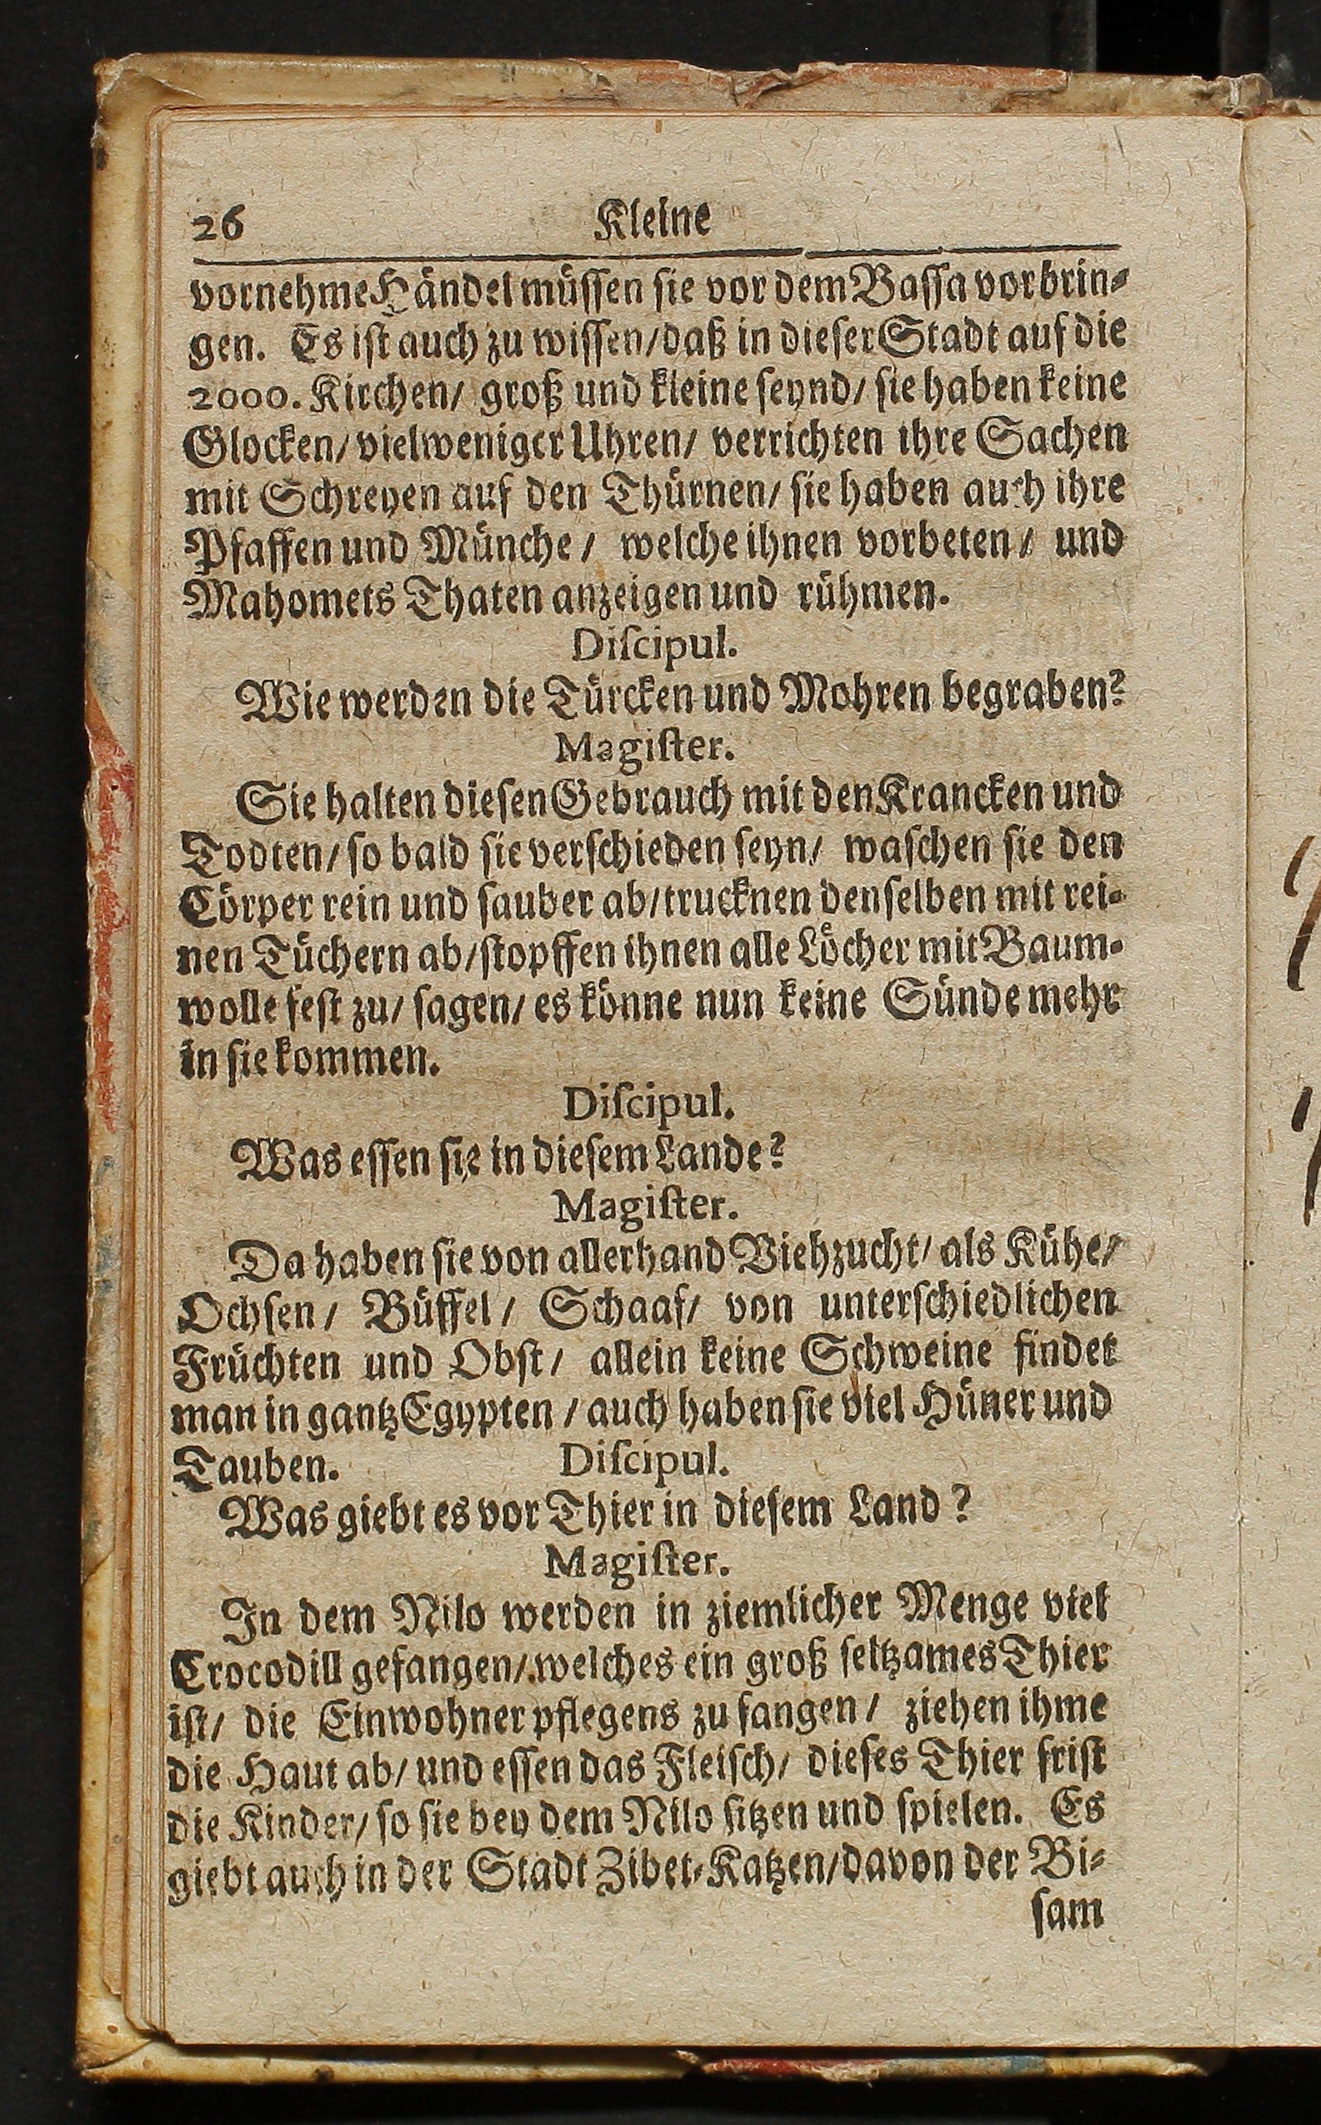 26 Kleine
vornehme Händel müssen sie vor dem Bassa vorbrin-
gen. Es ist auch zu wissen/ daß in dieser Stadt auf die
2000. Kirchen/ groß und kleine seynd/ sie haben keine
Glocken/ vielweniger Uhren/ verrichten ihre Sachen
mit Schreyen auf den Thürnen/ sie haben auch ihre
Pfaffen und Münche/ welche ihnen vorbeten/ und
Mahomets Thaten anzeigen und rühmen.
Discipul.
Wie werden die Türcken und Mohren begraben?
Magister.
Sie halten diesen Gebrauch mit den Krancken und
Todten/ so bald sie verschieden seyn/ waschen sie den
Cörper rein und sauber ab/ trucknen denselben mit rei-
nen Tüchern ab/ stopffen ihnen alle Löcher mit Baum-
wolle fest zu/ sagen/ es könne nun keine Sünde mehr
in sie kommen.
Discipul.
Was essen sie in diesem Lande?
Magister.
Da haben sie von allerhand Viehzucht/ als Kühe/
Ochsen/ Büffel/ Schaaf/ von unterschiedlichen
Früchten und Obst/ allein keine Schweine findet
man in gantz Egypten/ auch haben sie viel Hüner und
Tauben. Discipul.
Was giebt es vor Thier in diesem Land?
Magister.
In dem Nilo werden in ziemlicher Menge viel
Crocodill gefangen/ welches ein groß seltzames Thier
ist/ die Einwohner pflegens zu fangen/ ziehen ihme
die Haut ab/ und essen das Fleisch/ dieses Thier frist
die Kinder/ so sie bey dem Nilo sitzen und spielen. Es
giebt auch in der Stadt Zibet-Katzen/ davon der Bi-
sam